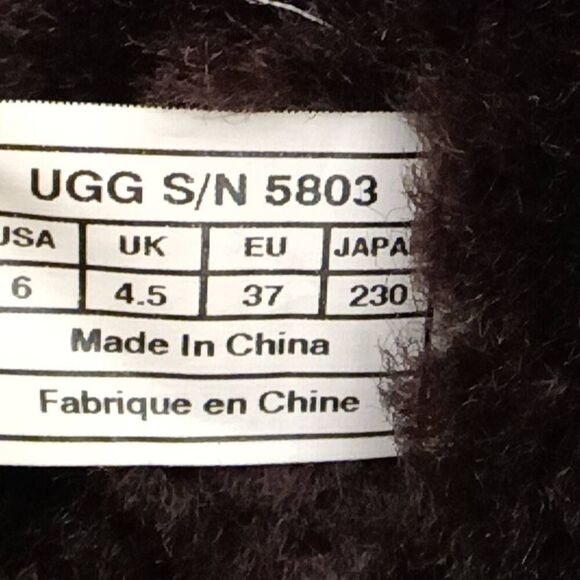 UGG S/N 5803
USA UK EU JAPA
6 4.5 37 230
Made In China
Fabrique en Chine